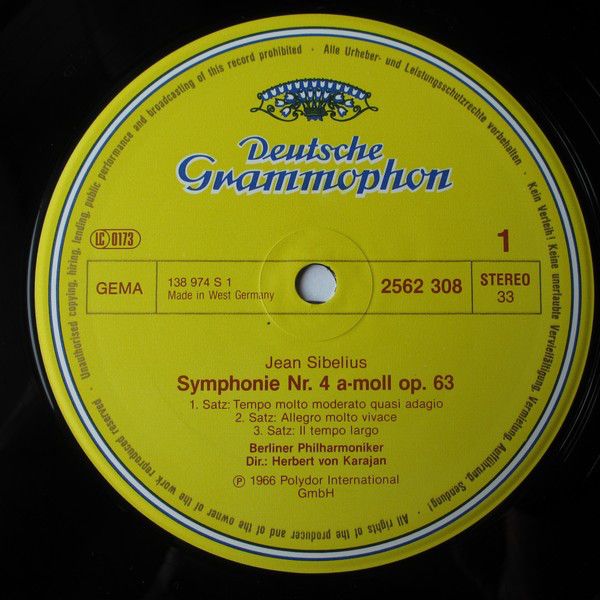 Unauthorised copying, hiring, lending, public performance and broadcasting of this record prohibited · Alle Urheber- und Leistungsschutzrechte vorbehalten · Kein Verleih! Keine unerlaubte Vervielfältigung, Vermietung, Aufführung, Sendung! · All rights of the producer and of the owner of the work reproduced reserved ·
Deutsche
Grammophon
LC 0173
1
GEMA
138 974 S 1
Made in West Germany
2562 308
STEREO
33
Jean Sibelius
Symphonie Nr. 4 a-moll op. 63
1. Satz: Tempo molto moderato quasi adagio
2. Satz: Allegro molto vivace
3. Satz: Il tempo largo
Berliner Philharmoniker
Dir.: Herbert von Karajan
Ⓟ 1966 Polydor International
GmbH